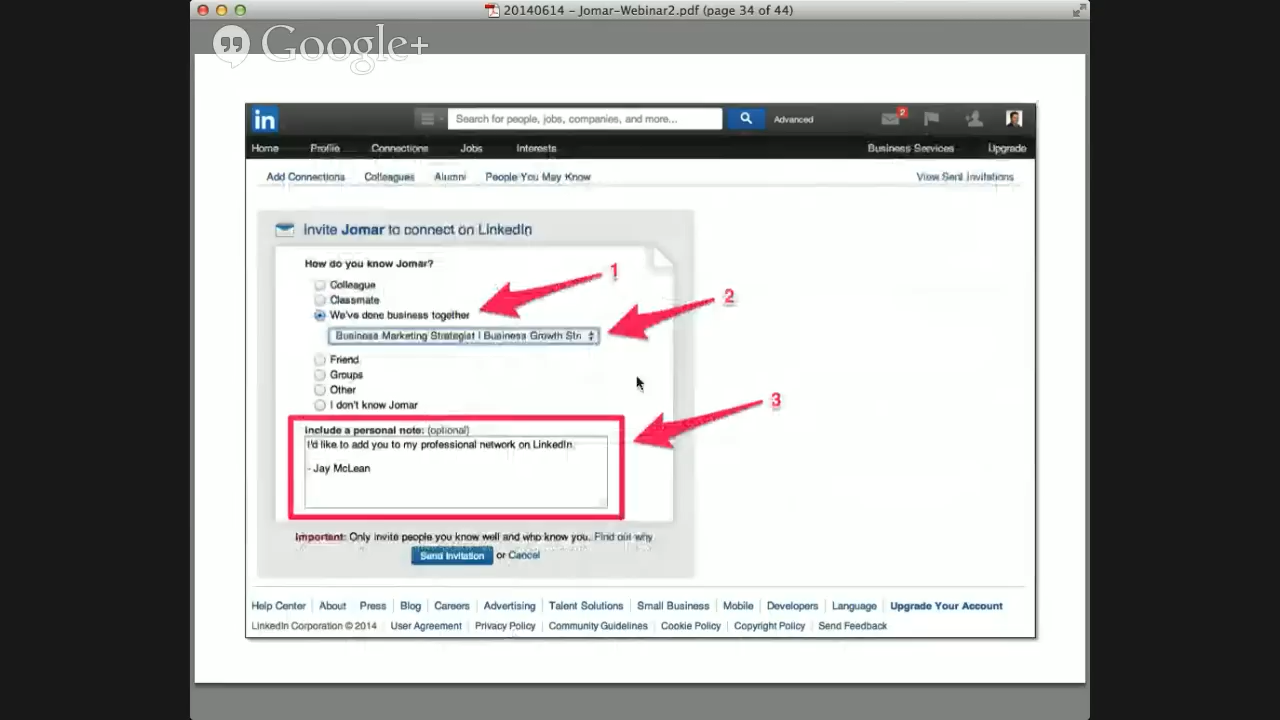 20140614 – Jomar-Webinar2.pdf (page 34 of 44)
Google+
in
Search for people, jobs, companies, and more...
Advanced
2
Home Profile Connections Jobs Interests Business Services Upgrade
Add Connections Colleagues Alumni People You May Know View Sent Invitations
Invite Jomar to connect on LinkedIn
How do you know Jomar?
1
Colleague
Classmate
2
We've done business together
Business Marketing Strategist | Business Growth Str
Friend
Groups
Other
3
I don't know Jomar
Include a personal note: (optional)
I'd like to add you to my professional network on LinkedIn.
- Jay McLean
Important: Only invite people you know well and who know you. Find out why
Send Invitation or Cancel
Help Center About Press Blog Careers Advertising Talent Solutions Small Business Mobile Developers Language Upgrade Your Account
LinkedIn Corporation © 2014 User Agreement Privacy Policy Community Guidelines Cookie Policy Copyright Policy Send Feedback